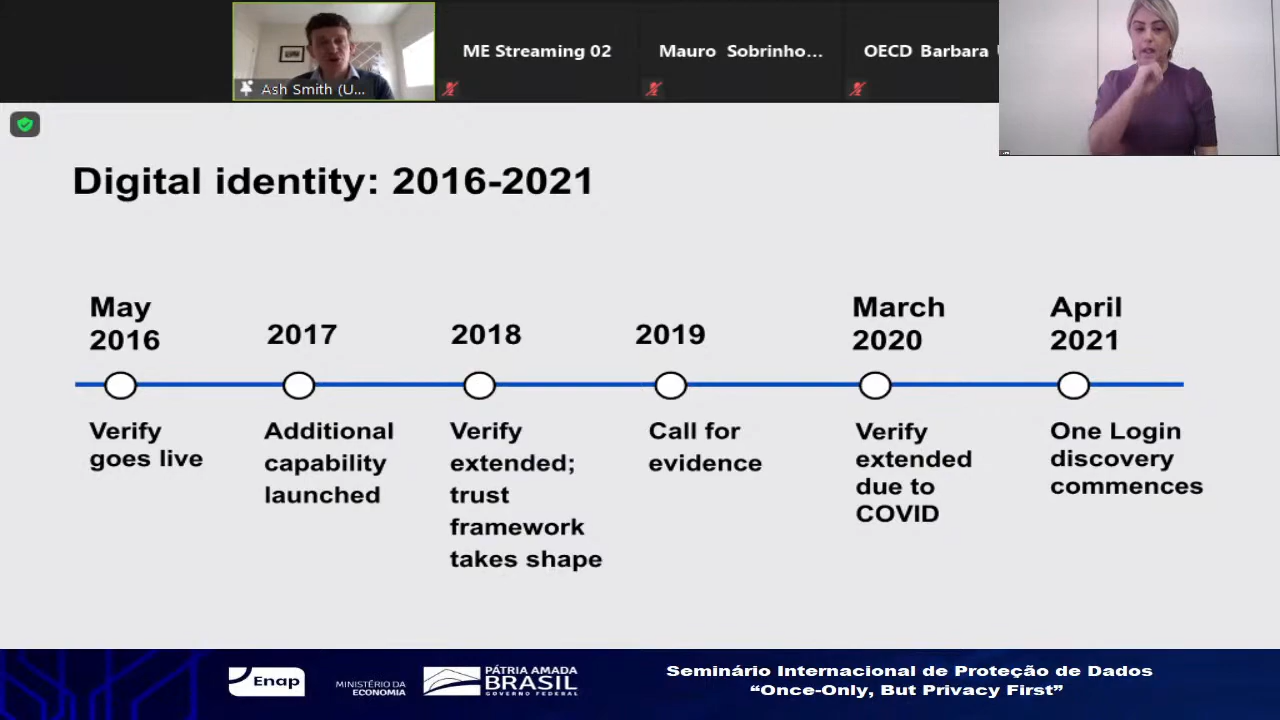 ME Streaming 02
Mauro Sobrinho...
OECD Barbara
Ash Smith (U...
Digital identity: 2016-2021
May
2016
2017
2018
2019
March
2020
April
2021
Verify
goes live
Additional
capability
launched
Verify
extended;
trust
framework
takes shape
Call for
evidence
Verify
extended
due to
COVID
One Login
discovery
commences
Enap
MINISTÉRIO DA
ECONOMIA
PÁTRIA AMADA
BRASIL
GOVERNO FEDERAL
Seminário Internacional de Proteção de Dados
“Once-Only, But Privacy First”